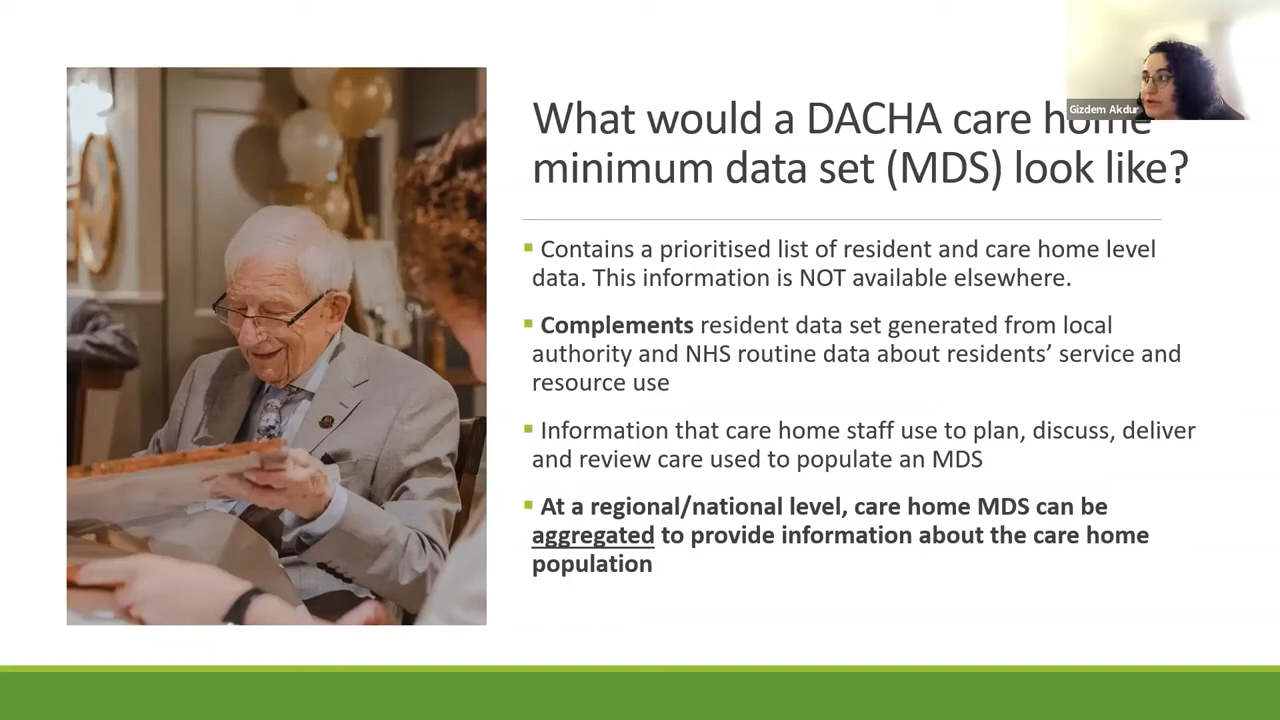 Gizdem Akdur
What would a DACHA care home
minimum data set (MDS) look like?
▪ Contains a prioritised list of resident and care home level
data. This information is NOT available elsewhere.
▪ Complements resident data set generated from local
authority and NHS routine data about residents’ service and
resource use
▪ Information that care home staff use to plan, discuss, deliver
and review care used to populate an MDS
▪ At a regional/national level, care home MDS can be
aggregated to provide information about the care home
population